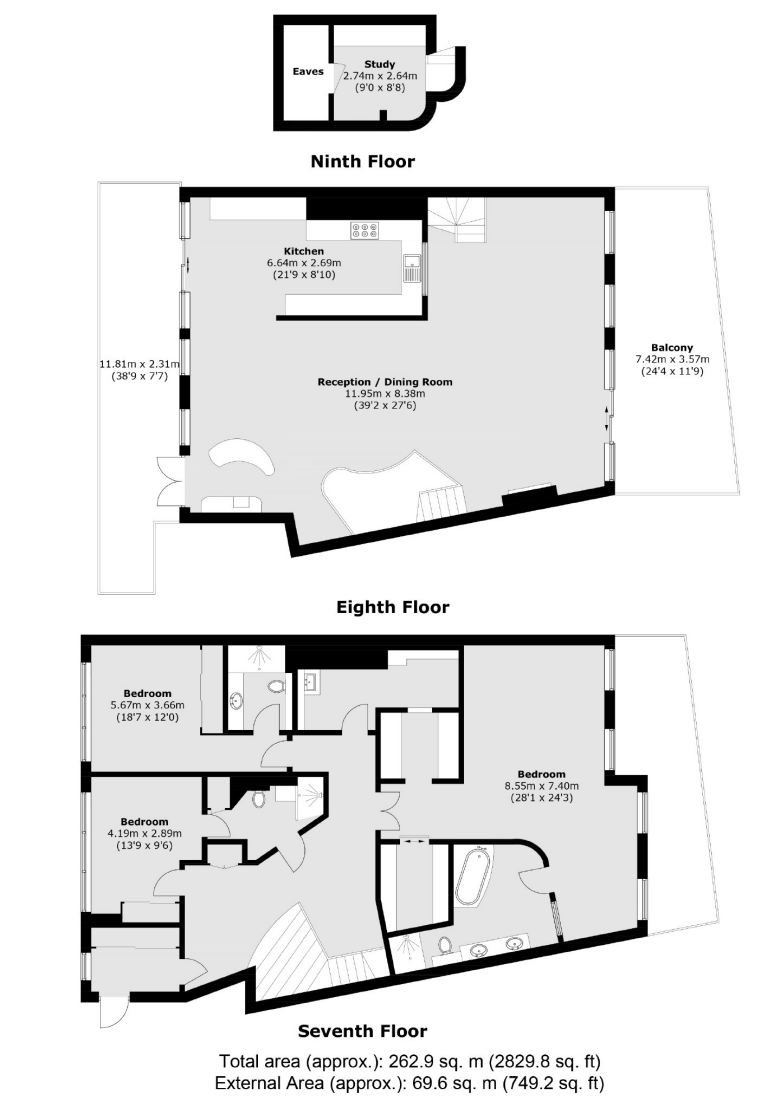 Eaves
Study
2.74m x 2.64m
(9'0 x 8'8)
Ninth Floor
Kitchen
6.64m x 2.69m
(21'9 x 8'10)
11.81m x 2.31m
(38'9 x 7'7)
Reception / Dining Room
11.95m x 8.38m
(39'2 x 27'6)
Balcony
7.42m x 3.57m
(24'4 x 11'9)
Eighth Floor
Bedroom
5.67m x 3.66m
(18'7 x 12'0)
Bedroom
8.55m x 7.40m
(28'1 x 24'3)
Bedroom
4.19m x 2.89m
(13'9 x 9'6)
Seventh Floor
Total area (approx.): 262.9 sq. m (2829.8 sq. ft)
External Area (approx.): 69.6 sq. m (749.2 sq. ft)